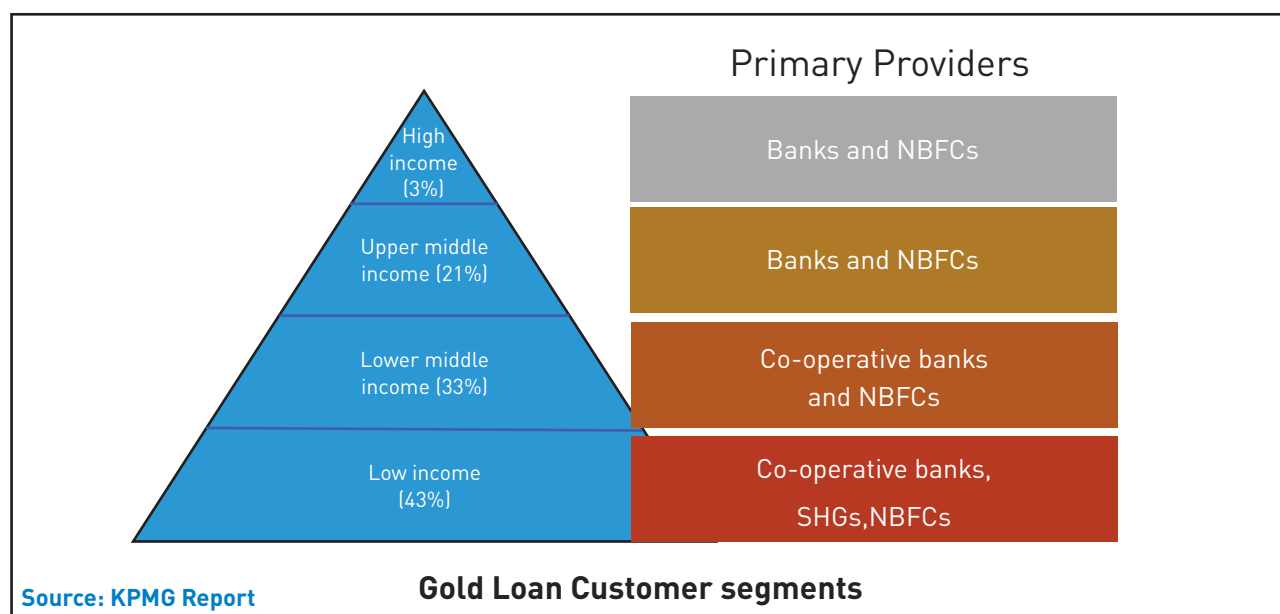 Primary Providers
High
income
(3%)
Banks and NBFCs
Upper middle
income (21%)
Banks and NBFCs
Lower middle
income (33%)
Co-operative banks
and NBFCs
Low income
(43%)
Co-operative banks,
SHGs,NBFCs
Gold Loan Customer segments
Source: KPMG Report